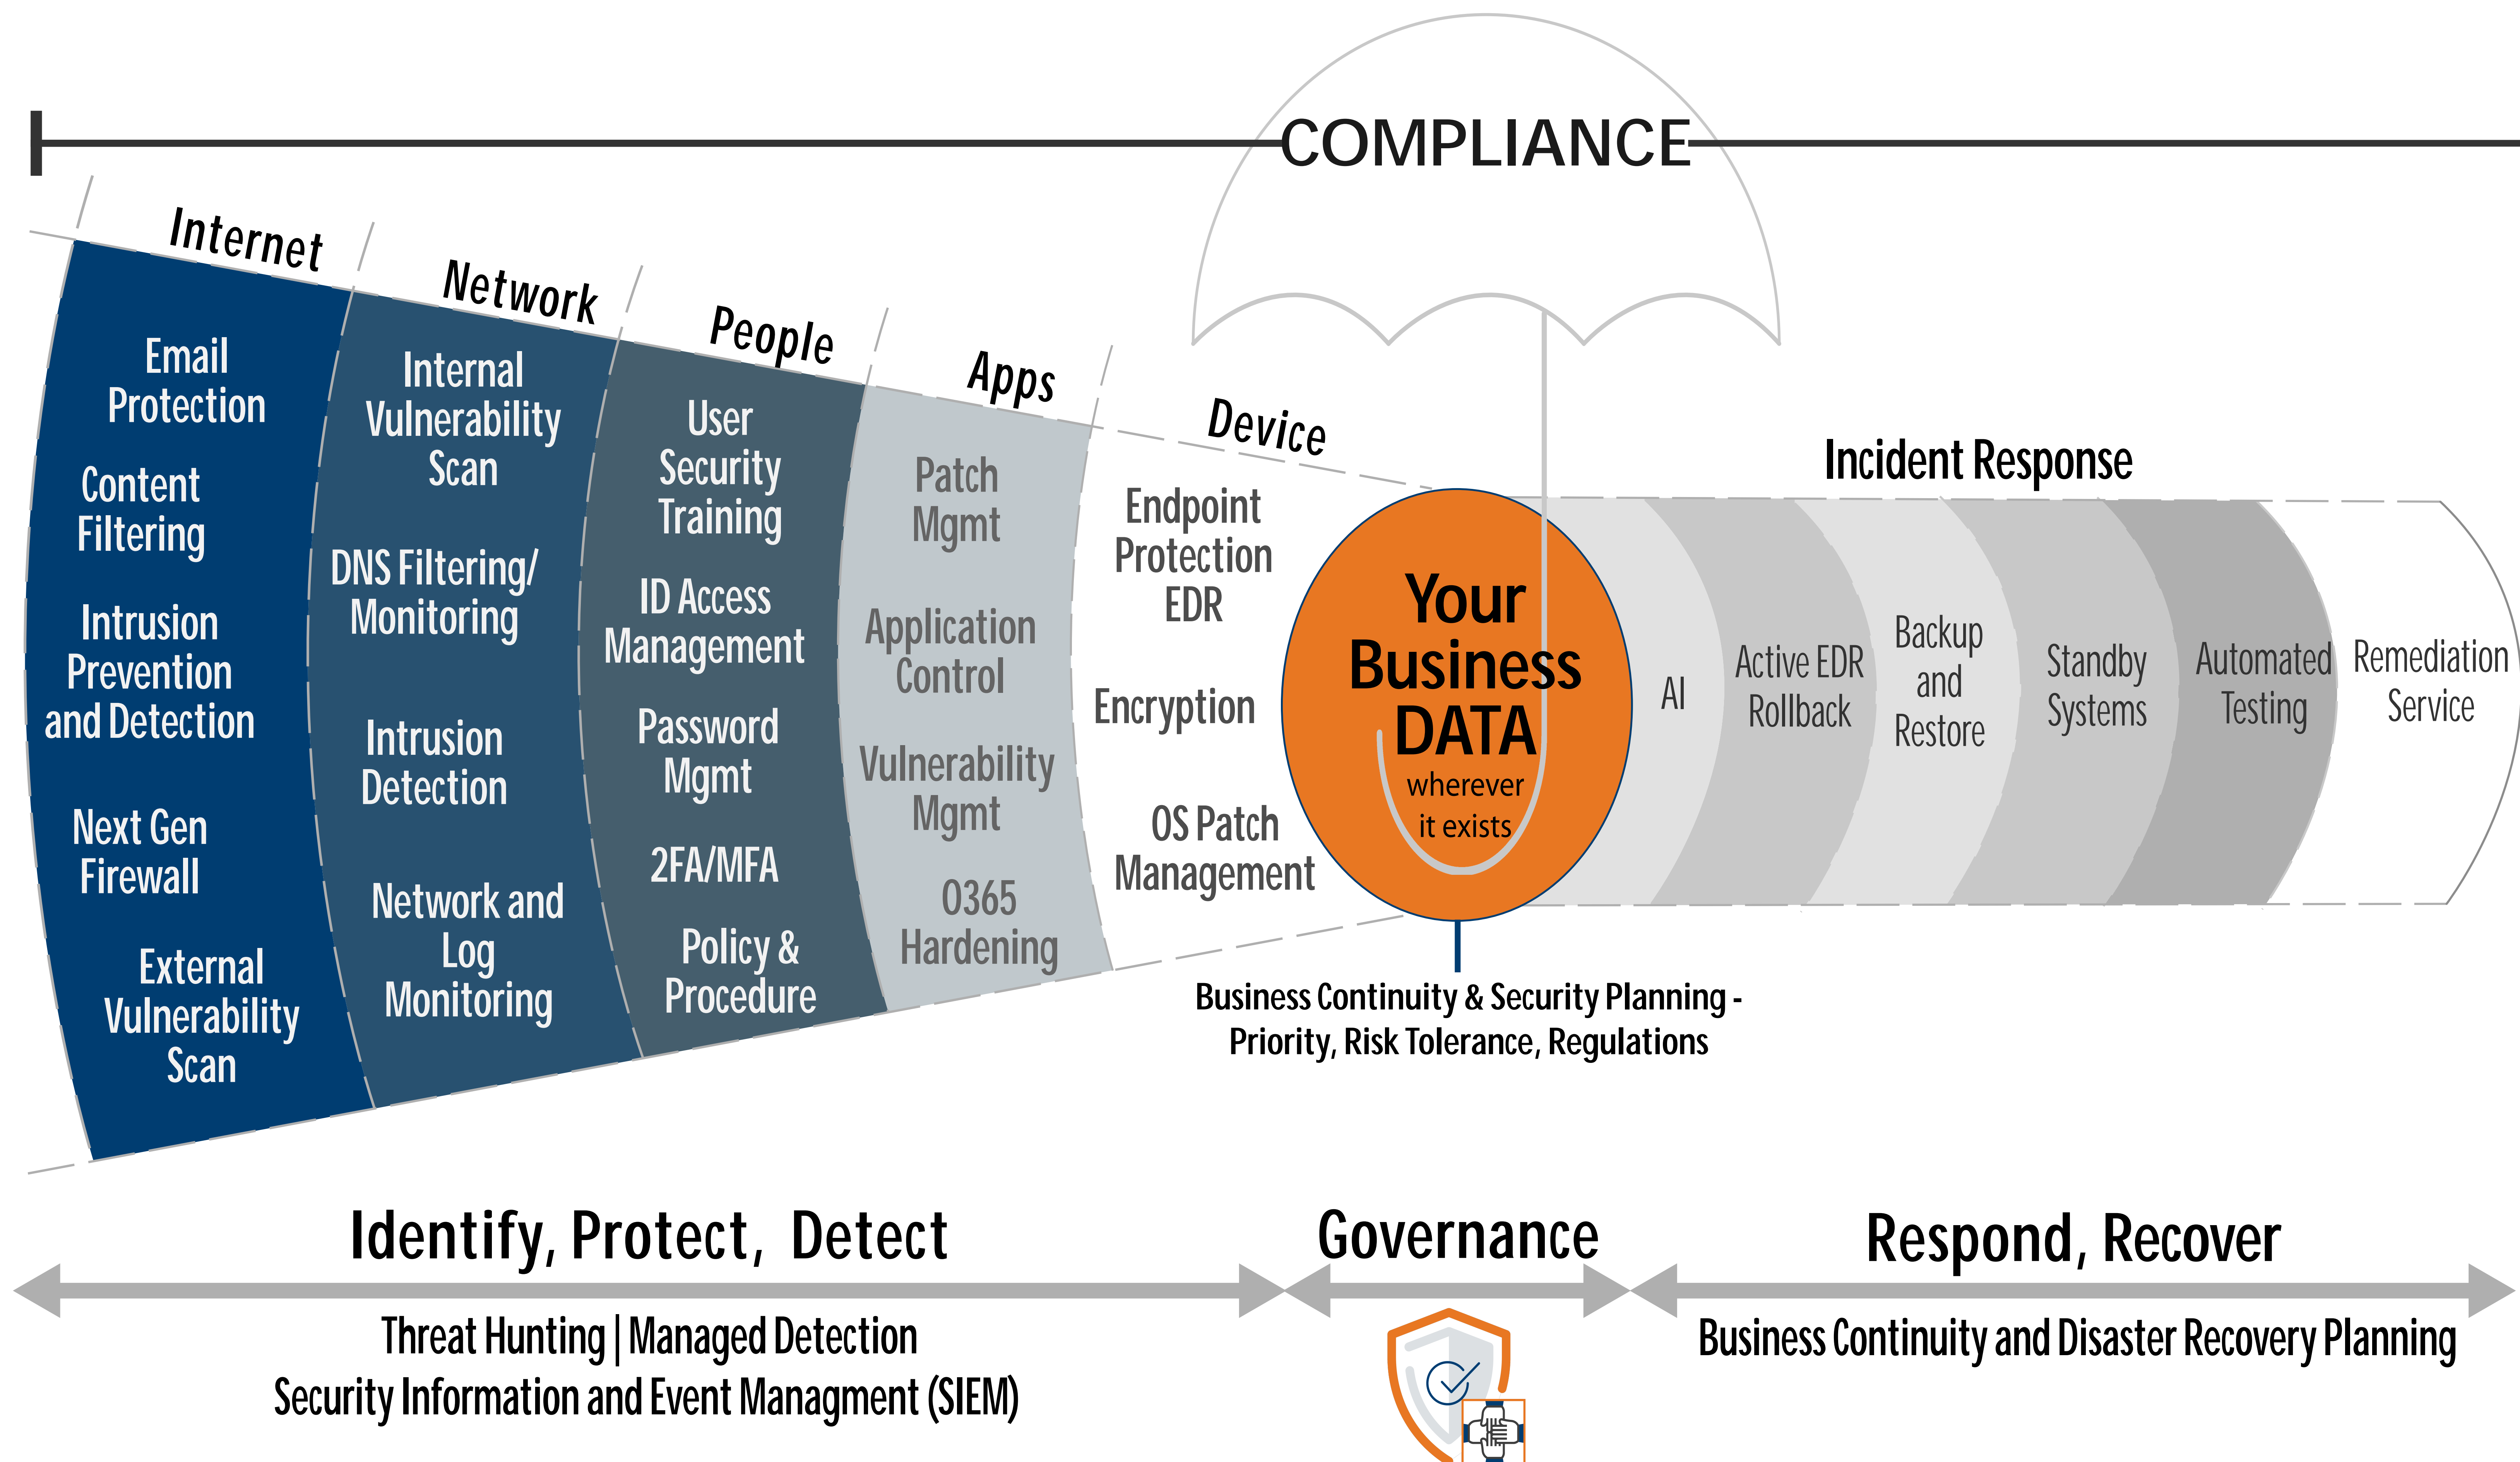 COMPLIANCE
Internet
Email
Protection
Content
Filtering
Intrusion
Prevention
and Detection
Next Gen
Firewall
External
Vulnerability
Scan
Network
Internal
Vulnerability
Scan
DNS Filtering/
Monitoring
Intrusion
Detection
Network and
Log
Monitoring
People
User
Security
Training
ID Access
Management
Password
Mgmt
2FA/MFA
Policy &
Procedure
Apps
Patch
Mgmt
Application
Control
Vulnerability
Mgmt
O365
Hardening
Device
Endpoint
Protection
EDR
Encryption
OS Patch
Management
Your
Business
DATA
wherever
it exists
Business Continuity & Security Planning -
Priority, Risk Tolerance, Regulations
Incident Response
AI
Active EDR
Rollback
Backup
and
Restore
Standby
Systems
Automated
Testing
Remediation
Service
Identify, Protect, Detect
Threat Hunting | Managed Detection
Security Information and Event Managment (SIEM)
Governance
Respond, Recover
Business Continuity and Disaster Recovery Planning